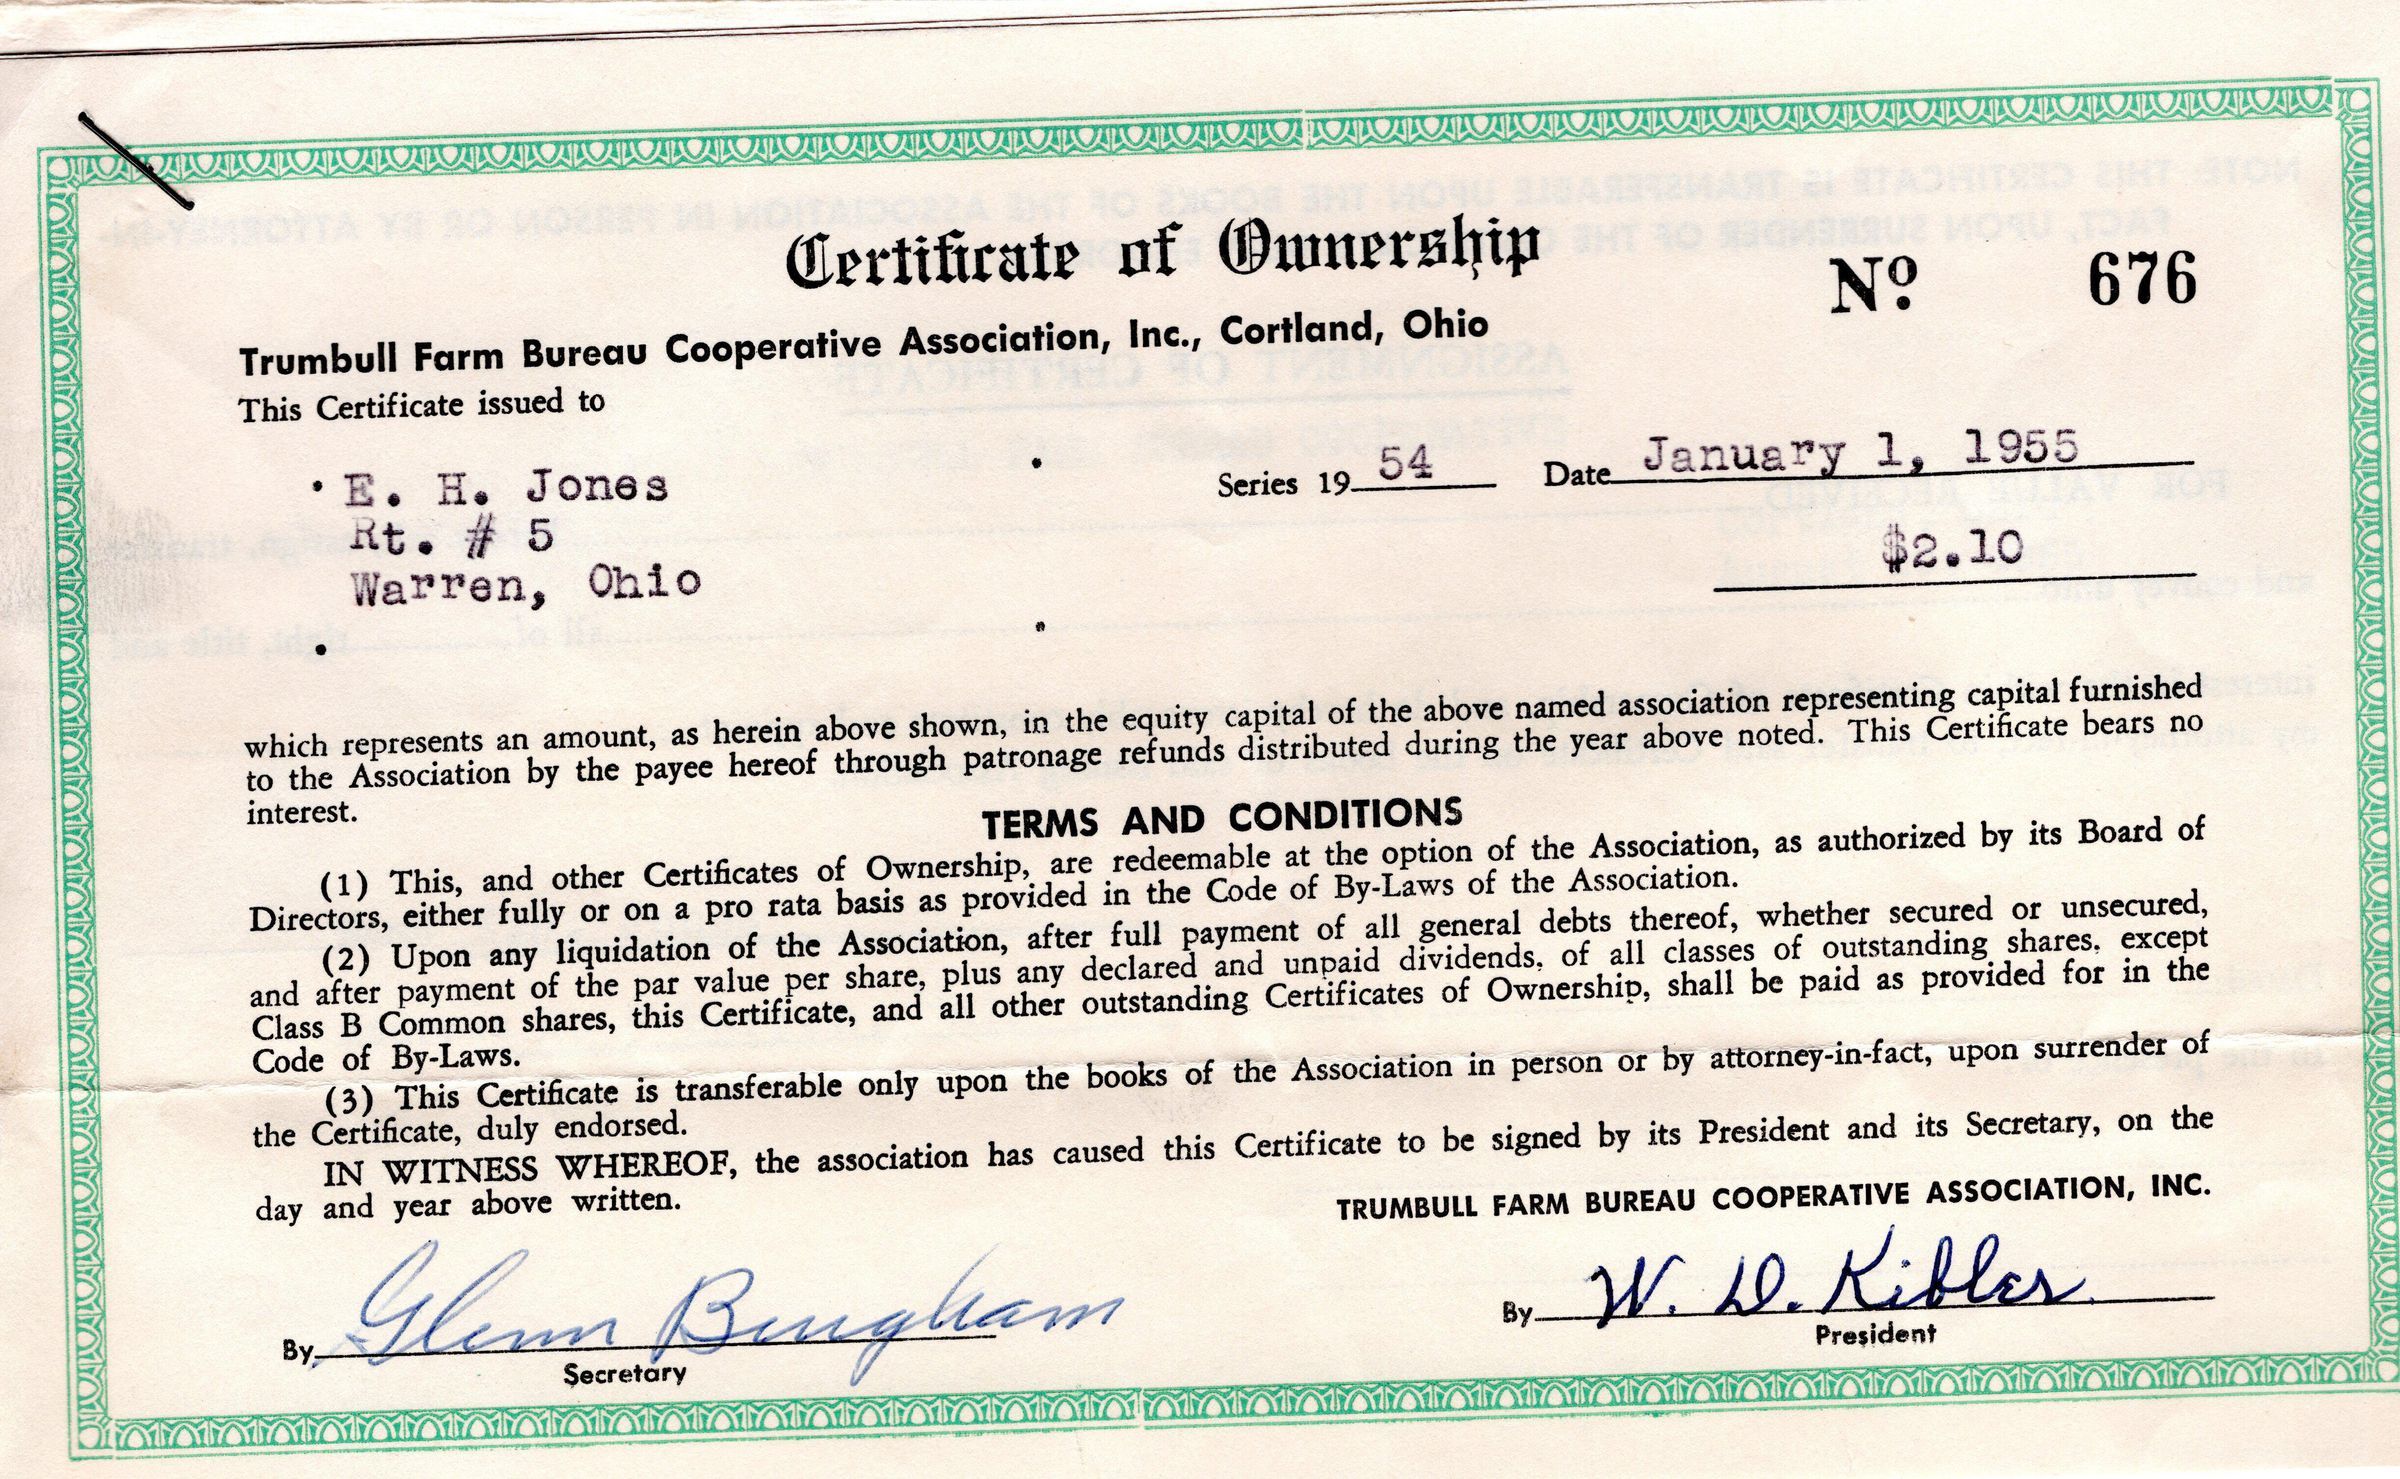 Certificate of Ownership
Nº 676
Trumbull Farm Bureau Cooperative Association, Inc., Cortland, Ohio
This Certificate issued to
Series 19 54 Date January 1, 1955
E. H. Jones
Rt. # 5
$2.10
Warren, Ohio
which represents an amount, as herein above shown, in the equity capital of the above named association representing capital furnished
to the Association by the payee hereof through patronage refunds distributed during the year above noted. This Certificate bears no
interest.
TERMS AND CONDITIONS
(1) This, and other Certificates of Ownership, are redeemable at the option of the Association, as authorized by its Board of
Directors, either fully or on a pro rata basis as provided in the Code of By-Laws of the Association.
(2) Upon any liquidation of the Association, after full payment of all general debts thereof, whether secured or unsecured,
and after payment of the par value per share, plus any declared and unpaid dividends, of all classes of outstanding shares, except
Class B Common shares, this Certificate, and all other outstanding Certificates of Ownership, shall be paid as provided for in the
Code of By-Laws.
(3) This Certificate is transferable only upon the books of the Association in person or by attorney-in-fact, upon surrender of
the Certificate, duly endorsed.
IN WITNESS WHEREOF, the association has caused this Certificate to be signed by its President and its Secretary, on the
day and year above written.
TRUMBULL FARM BUREAU COOPERATIVE ASSOCIATION, INC.
By Glenn Bingham
Secretary
By W. D. Kibler
President